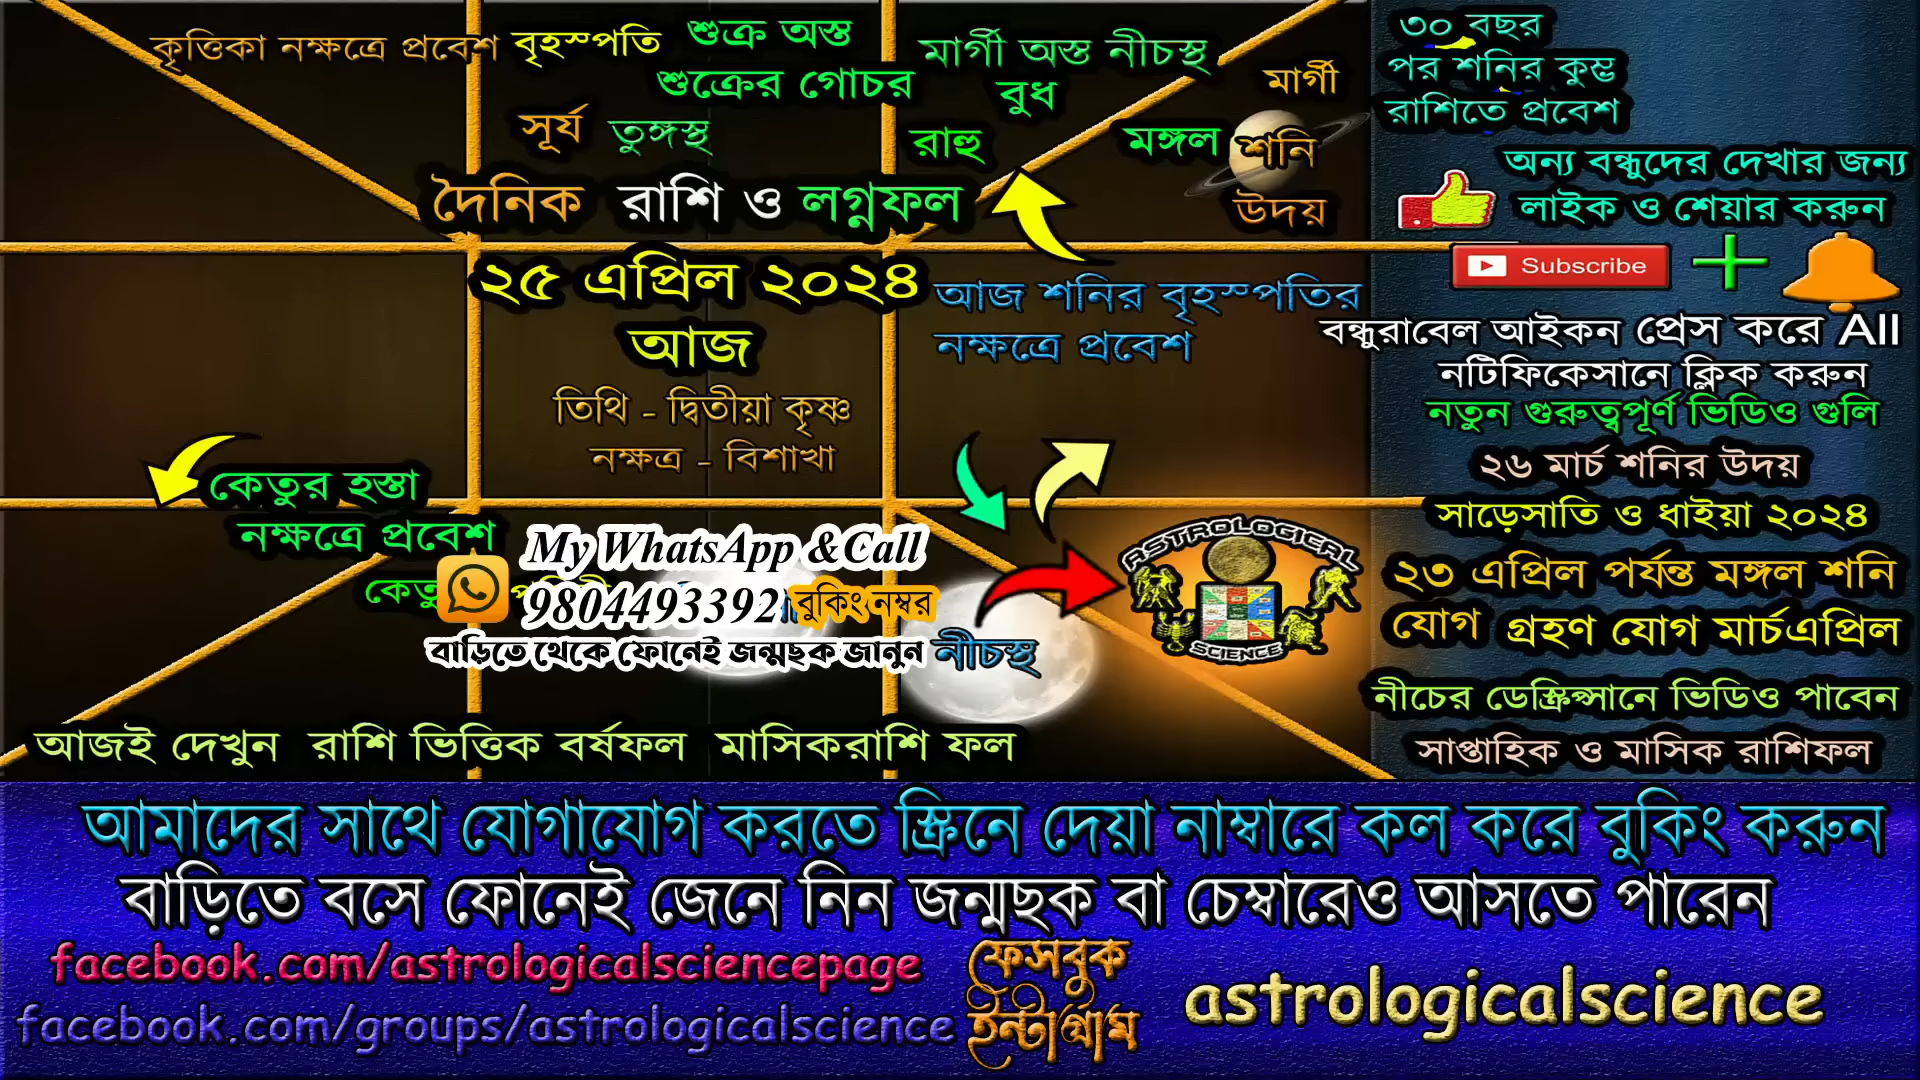 কৃত্তিকা নক্ষত্রে প্রবেশ বৃহস্পতি
শুক্র অস্ত
শুক্রের গোচর
মার্গী অস্ত নীচস্থ
বুধ
মার্গী
সূর্য তুঙ্গস্থ
রাহু
মঙ্গল শনি
উদয়
দৈনিক রাশি ও লগ্নফল
২৫ এপ্রিল ২০২৪
আজ
তিথি - দ্বিতীয়া কৃষ্ণ
নক্ষত্র - বিশাখা
আজ শনির বৃহস্পতির
নক্ষত্রে প্রবেশ
কেতুর হস্তা
নক্ষত্রে প্রবেশ
My WhatsApp &Call
9804493392 বুকিং নম্বর
বাড়িতে থেকে ফোনেই জন্মছক জানুন
নীচস্থ
ASTROLOGICAL
SCIENCE
আজই দেখুন রাশি ভিত্তিক বর্ষফল মাসিকরাশি ফল
৩০ বছর
পর শনির কুম্ভ
রাশিতে প্রবেশ
অন্য বন্ধুদের দেখার জন্য
লাইক ও শেয়ার করুন
Subscribe
বন্ধুরাবেল আইকন প্রেস করে All
নটিফিকেসানে ক্লিক করুন
নতুন গুরুত্বপূর্ণ ভিডিও গুলি
২৬ মার্চ শনির উদয়
সাড়েসাতি ও ধাইয়া ২০২৪
২৩ এপ্রিল পর্যন্ত মঙ্গল শনি
যোগ গ্রহণ যোগ মার্চএপ্রিল
নীচের ডেস্ক্রিপ্সানে ভিডিও পাবেন
সাপ্তাহিক ও মাসিক রাশিফল
আমাদের সাথে যোগাযোগ করতে স্ক্রিনে দেয়া নাম্বারে কল করে বুকিং করুন
বাড়িতে বসে ফোনেই জেনে নিন জন্মছক বা চেম্বারেও আসতে পারেন
facebook.com/astrologicalsciencepage
facebook.com/groups/astrologicalscience
ফেসবুক
ইন্টাগ্রাম
astrologicalscience